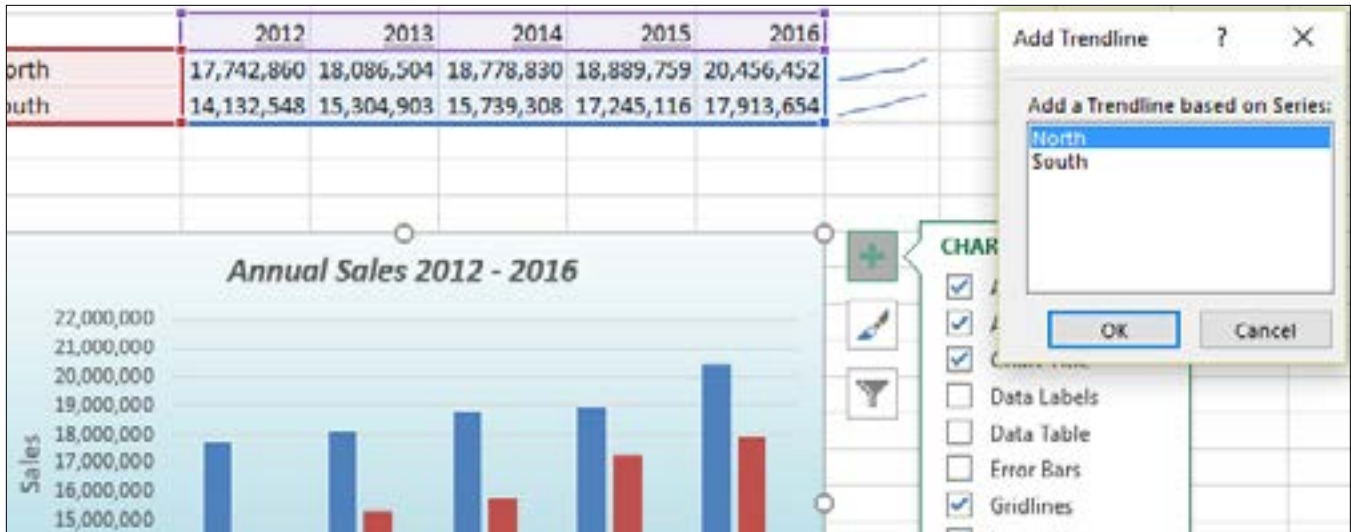 2012 2013 2014 2015 2016
orth 17,742,860 18,086,504 18,778,830 18,889,759 20,456,452
outh 14,132,548 15,304,903 15,739,308 17,245,116 17,913,654
Add Trendline ? ×
Add a Trendline based on Series:
North
South
OK Cancel
CHAR
A
A
Chart Title
Data Labels
Data Table
Error Bars
Gridlines
Annual Sales 2012 - 2016
22,000,000
21,000,000
20,000,000
19,000,000
18,000,000
17,000,000
16,000,000
15,000,000
Sales